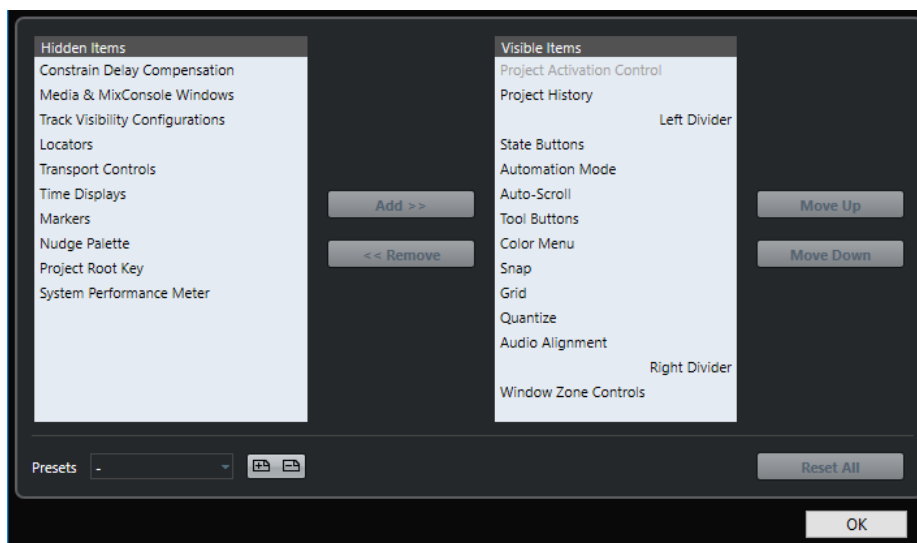 Hidden Items
Constrain Delay Compensation
Media & MixConsole Windows
Track Visibility Configurations
Locators
Transport Controls
Time Displays
Markers
Nudge Palette
Project Root Key
System Performance Meter
Add >>
<< Remove
Visible Items
Project Activation Control
Project History
Left Divider
State Buttons
Automation Mode
Auto-Scroll
Tool Buttons
Color Menu
Snap
Grid
Quantize
Audio Alignment
Right Divider
Window Zone Controls
Move Up
Move Down
Presets -
Reset All
OK